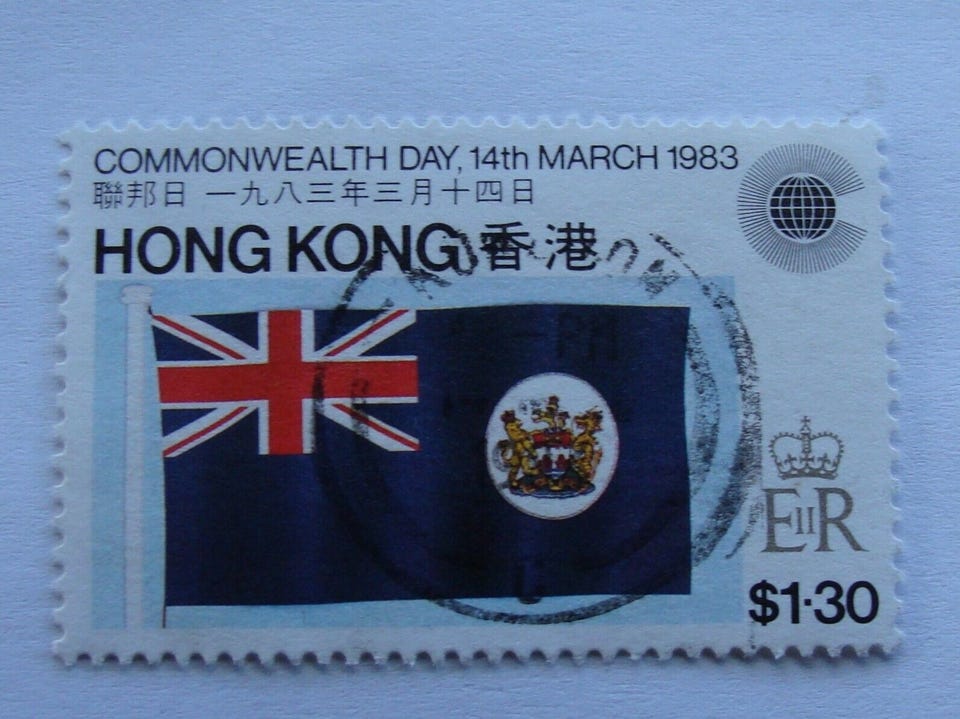 COMMONWEALTH DAY, 14th MARCH 1983
聯邦日 一九八三年三月十四日
HONG KONG 香港
PM
EIIR
$1·30